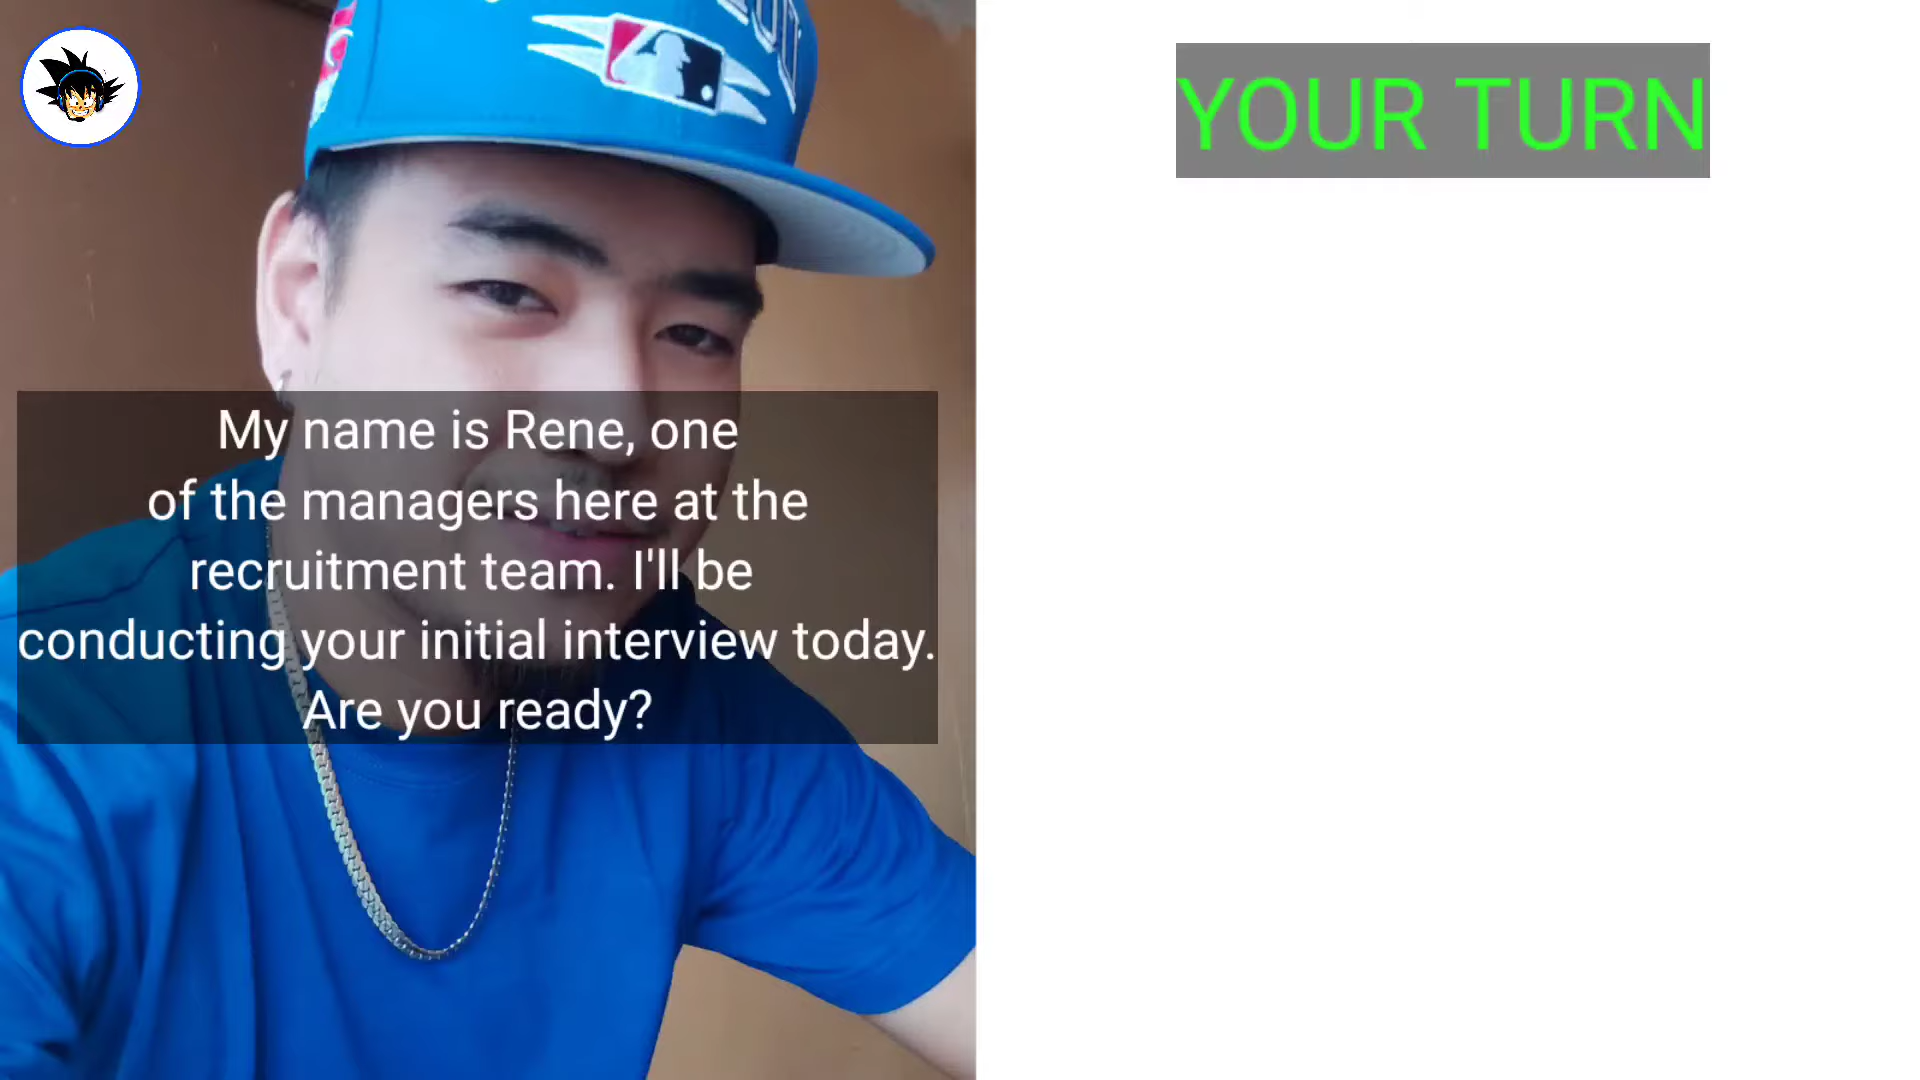 My name is Rene, one
of the managers here at the
recruitment team. I'll be
conducting your initial interview today.
Are you ready?
YOUR TURN